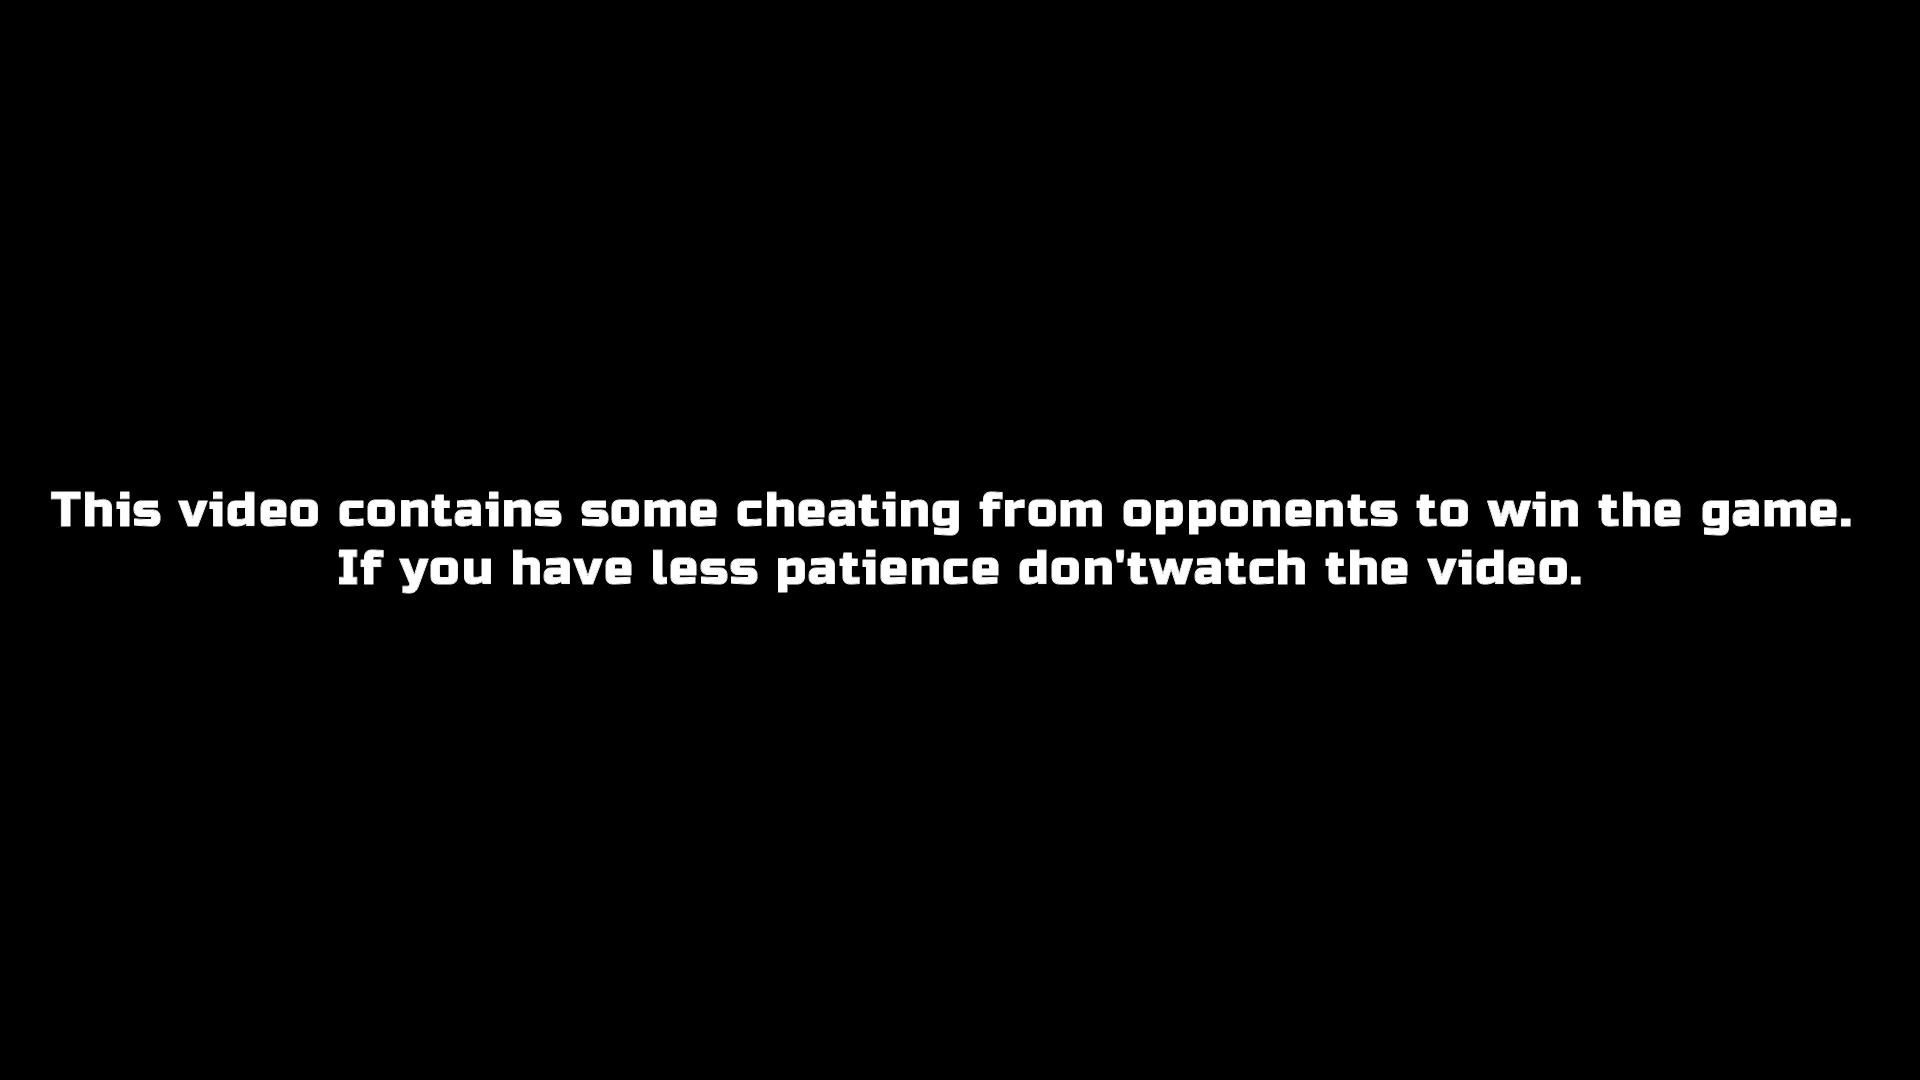 This video contains some cheating from opponents to win the game.
If you have less patience don'twatch the video.